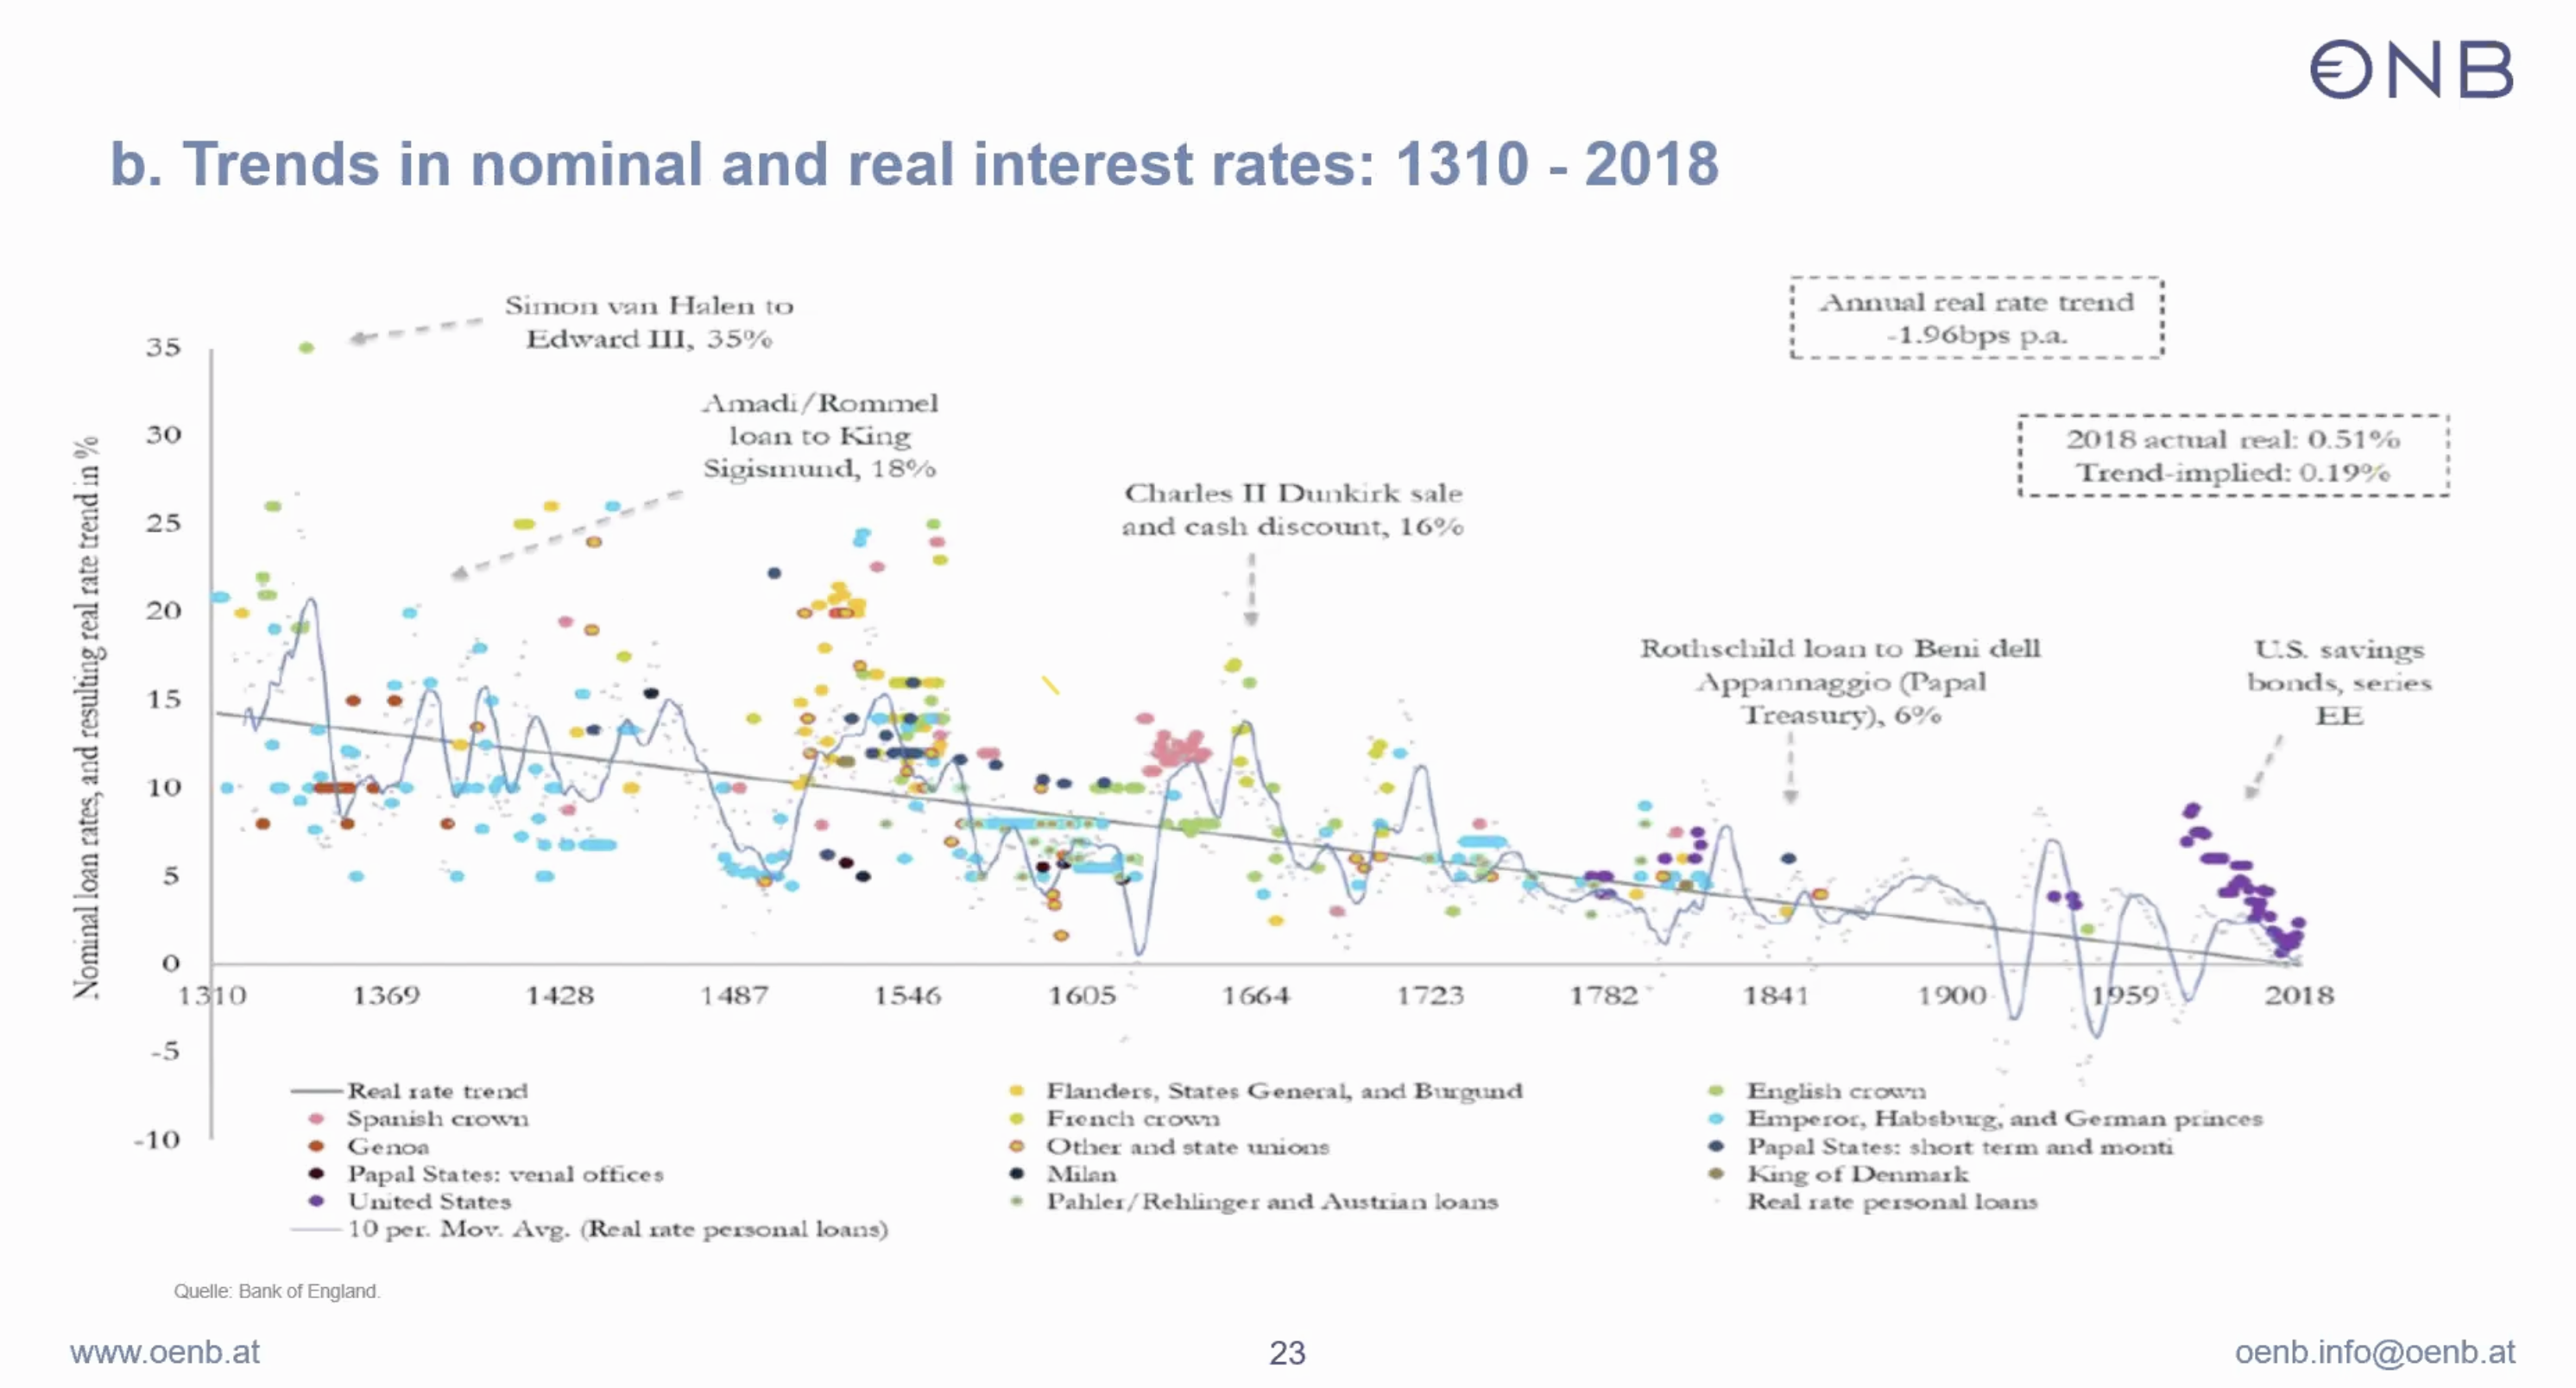 ONB
b. Trends in nominal and real interest rates: 1310 - 2018
Simon van Halen to
Edward III, 35%
Annual real rate trend
-1.96bps p.a.
Amadi/Rommel
loan to King
Sigismund, 18%
2018 actual real: 0.51%
Trend-implied: 0.19%
Charles II Dunkirk sale
and cash discount, 16%
Rothschild loan to Beni dell
Appannaggio (Papal
Treasury), 6%
U.S. savings
bonds, series
EE
Nominal loan rates, and resulting real rate trend in %
35
30
25
20
15
10
5
0
-5
-10
1310 1369 1428 1487 1546 1605 1664 1723 1782 1841 1900 1959 2018
Real rate trend
Flanders, States General, and Burgund
English crown
Spanish crown
French crown
Emperor, Habsburg, and German princes
Genoa
Other and state unions
Papal States: short term and monti
Papal States: venal offices
Milan
King of Denmark
United States
Pahler/Rehlinger and Austrian loans
Real rate personal loans
10 per. Mov. Avg. (Real rate personal loans)
Quelle: Bank of England.
www.oenb.at
23
oenb.info@oenb.at